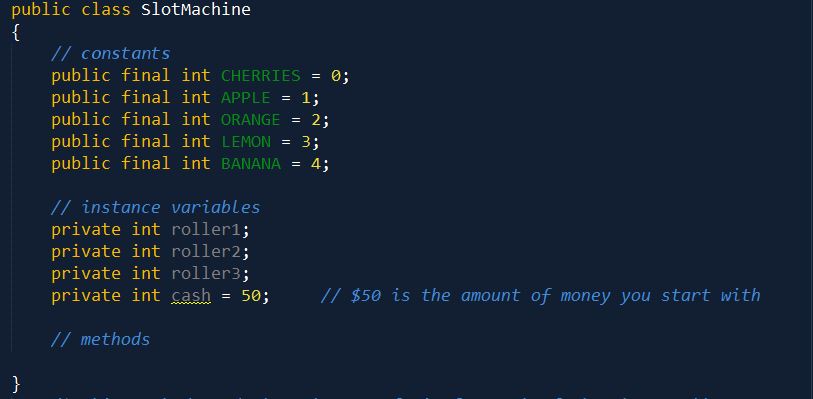 public class SlotMachine
{
// constants
public final int CHERRIES = 0;
public final int APPLE = 1;
public final int ORANGE = 2;
public final int LEMON = 3;
public final int BANANA = 4;
// instance variables
private int roller1;
private int roller2;
private int roller3;
private int cash = 50; // $50 is the amount of money you start with
// methods
}